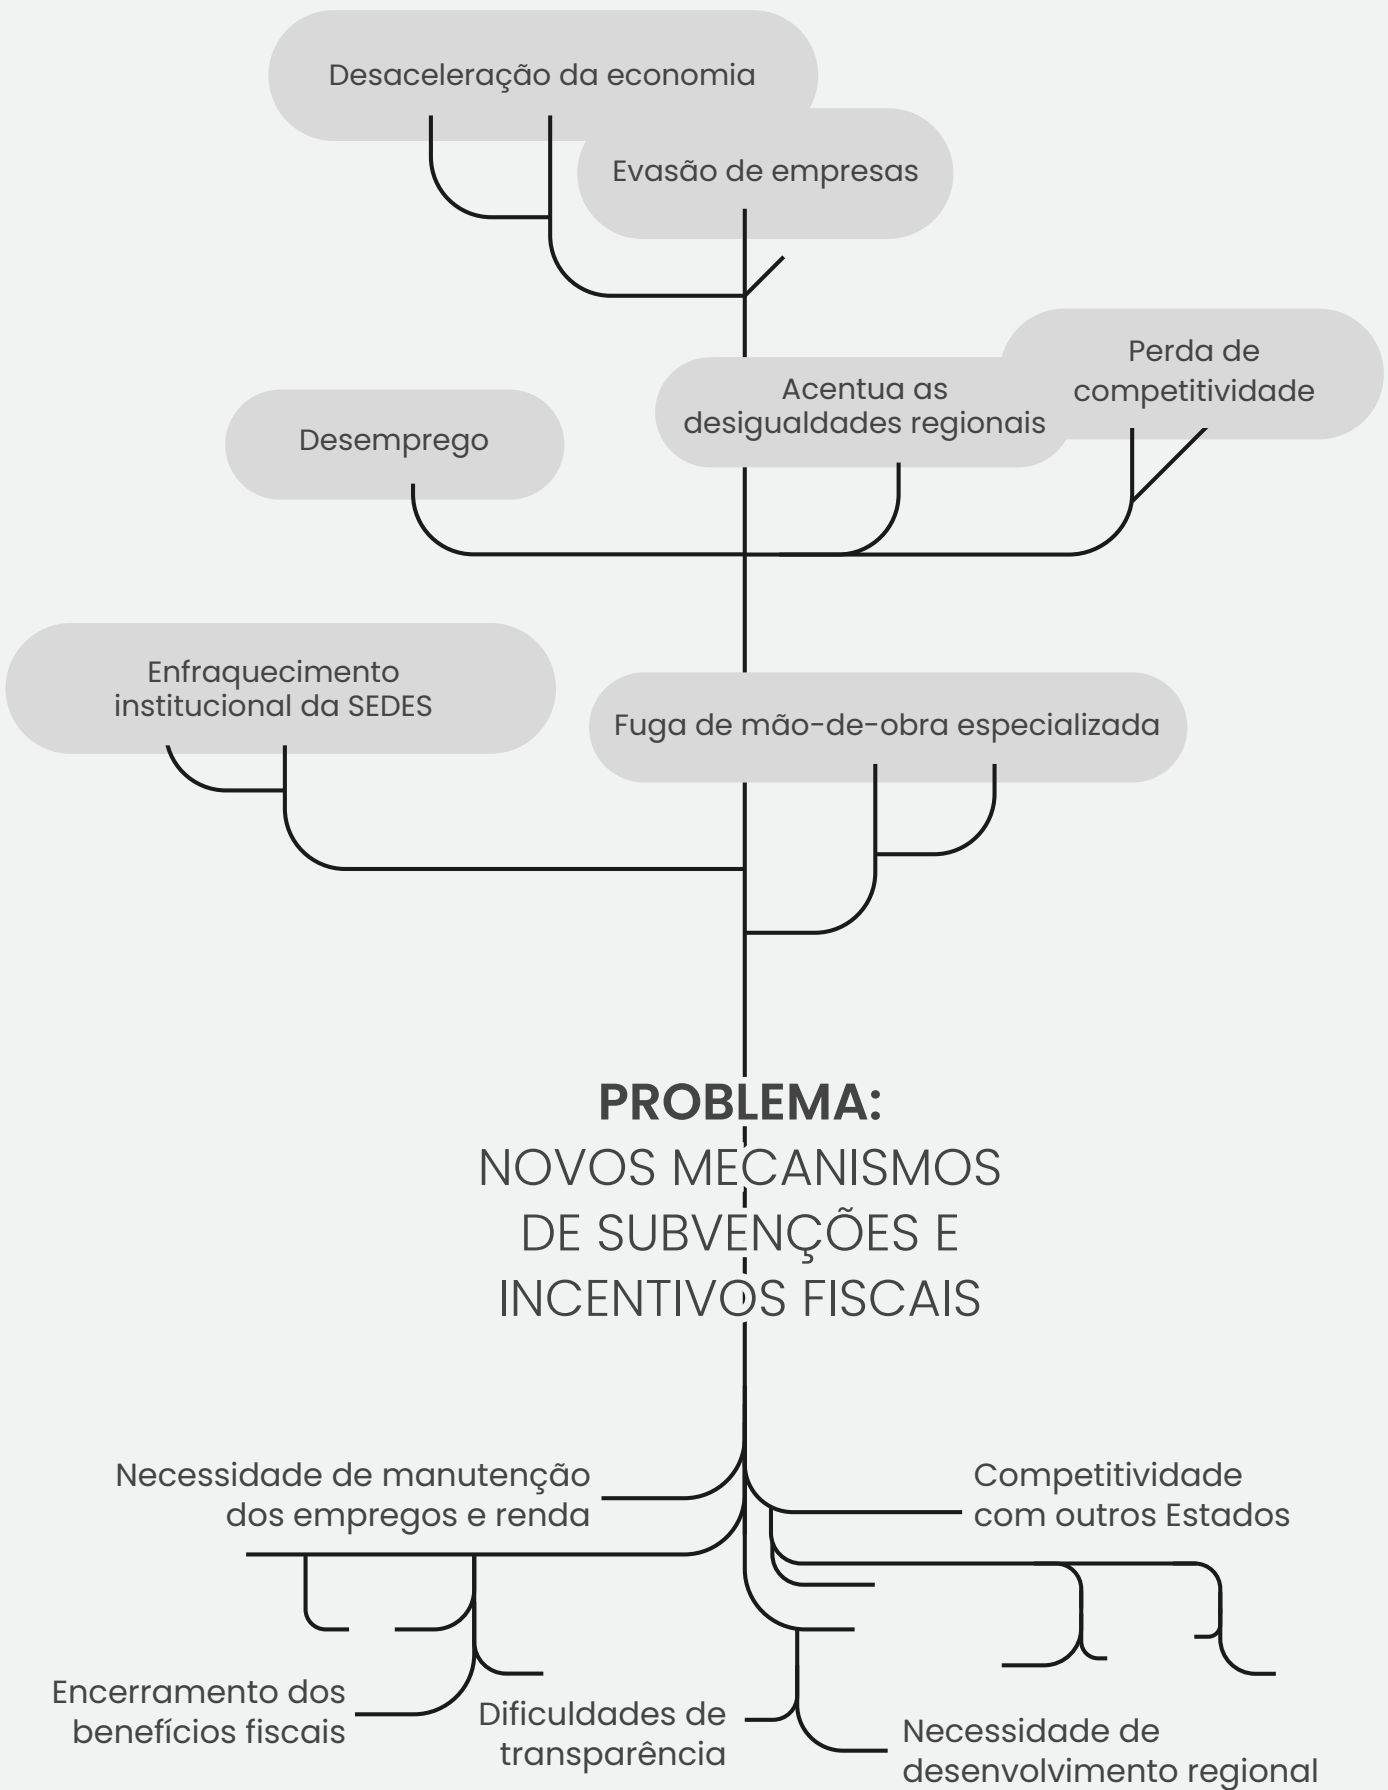 Desaceleração da economia
Evasão de empresas
Perda de
competitividade
Acentua as
desigualdades regionais
Desemprego
Enfraquecimento
institucional da SEDES
Fuga de mão-de-obra especializada
PROBLEMA:
NOVOS MECANISMOS
DE SUBVENÇÕES E
INCENTIVOS FISCAIS
Necessidade de manutenção
dos empregos e renda
Competitividade
com outros Estados
Encerramento dos
benefícios fiscais
Dificuldades de
transparência
Necessidade de
desenvolvimento regional